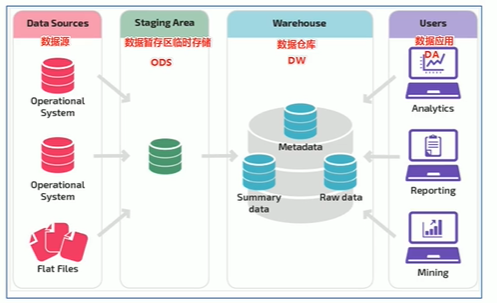 Data Sources
数据源
Operational
System
Operational
System
Flat Files
Staging Area
数据暂存区临时存储
ODS
Warehouse
数据仓库
DW
Metadata
Summary
data
Raw data
Users
数据应用
DA
Analytics
Reporting
Mining